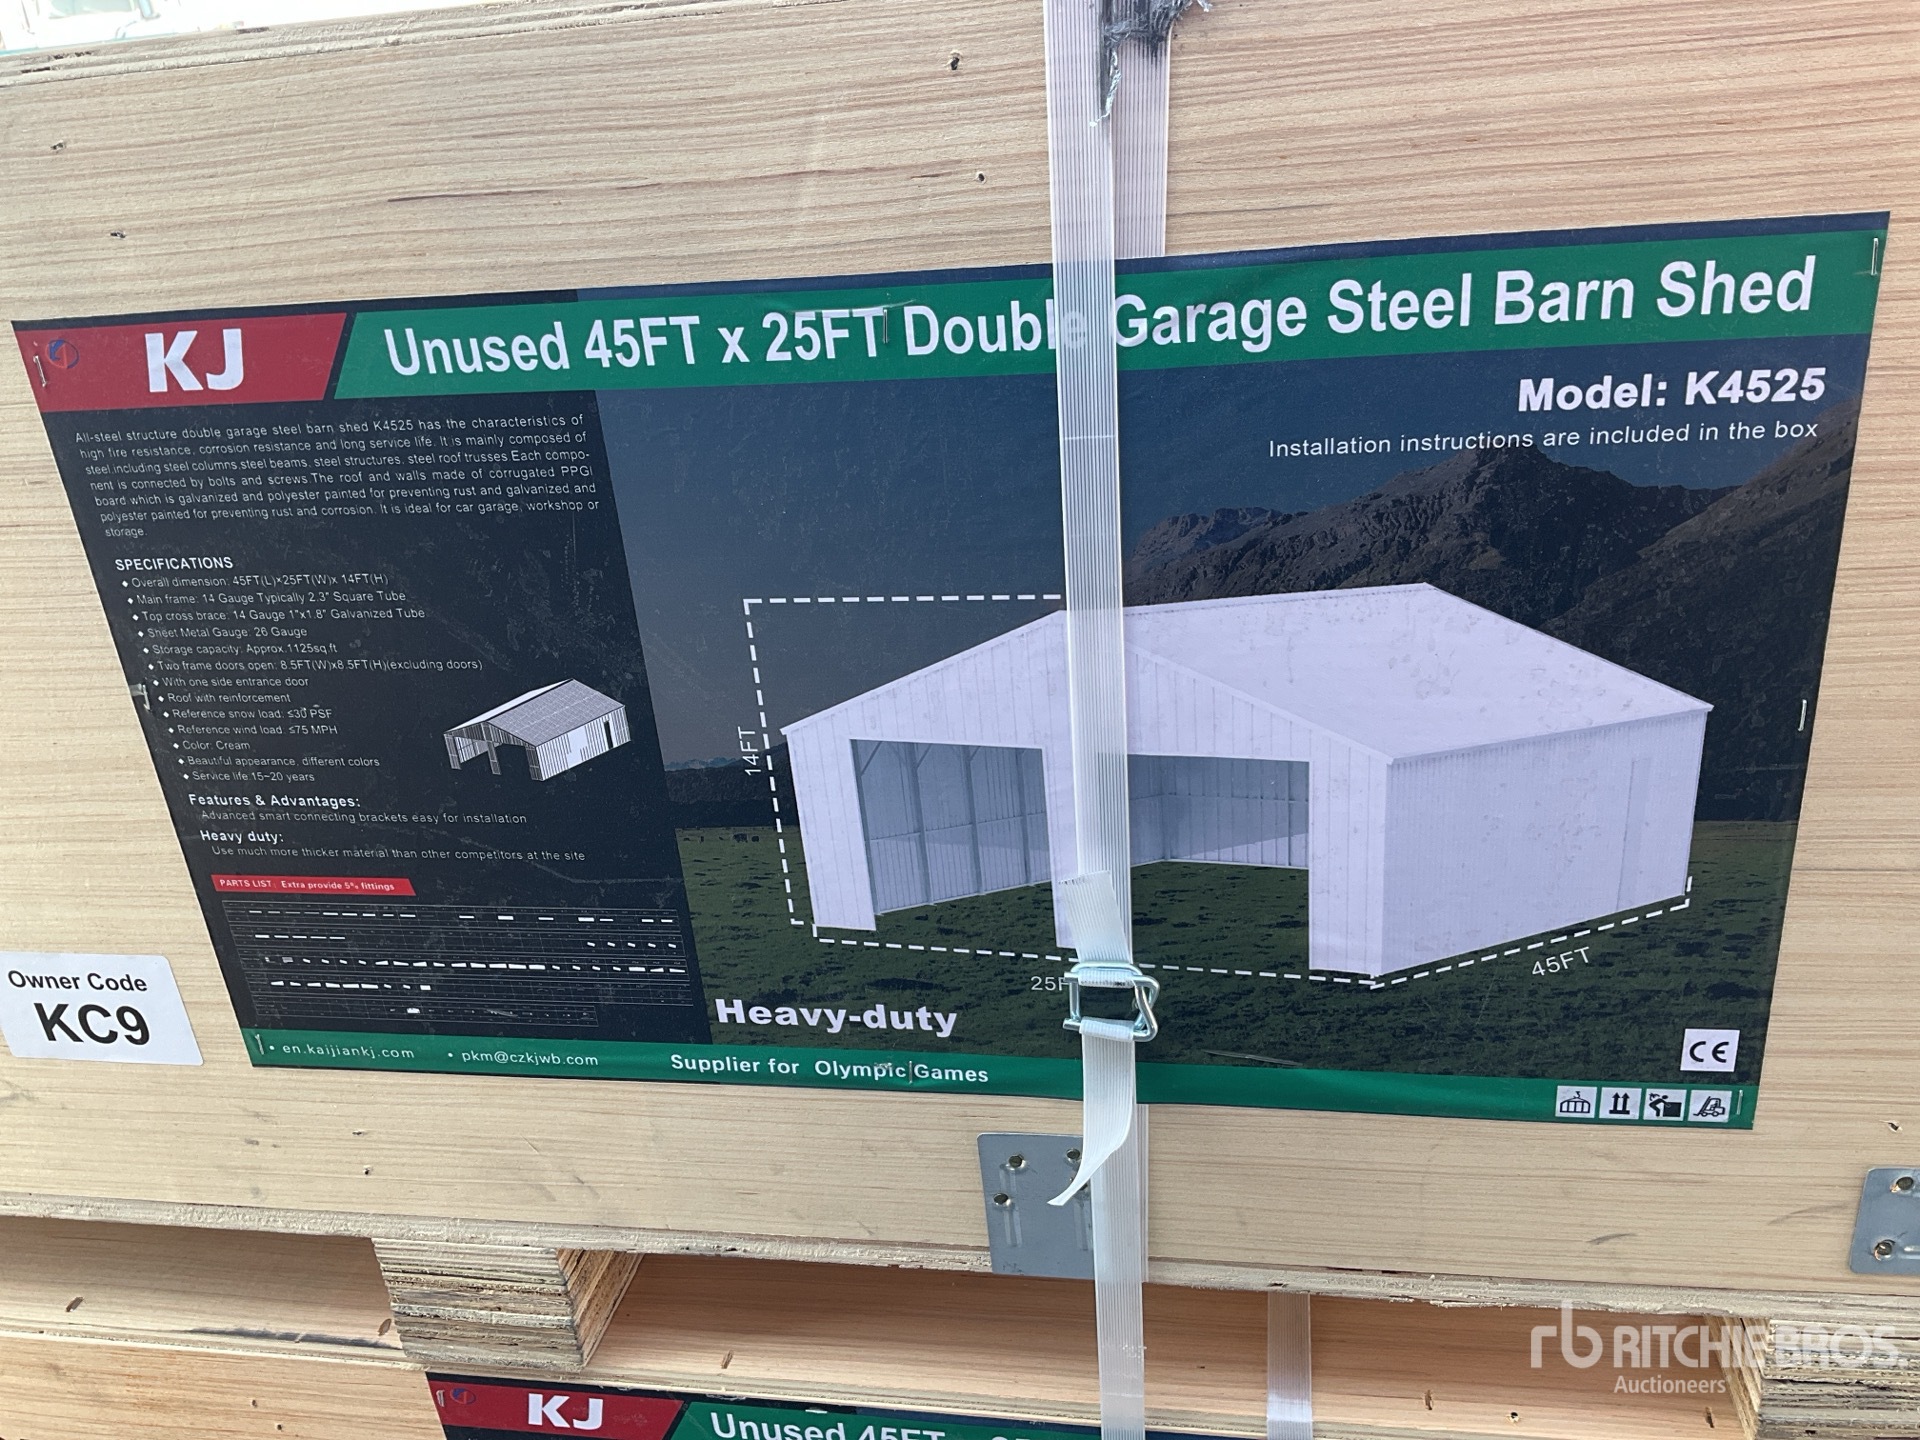 KJ
Unused 45FT x 25FT Double Garage Steel Barn Shed
Model: K4525
Installation instructions are included in the box
All-steel structure double garage steel barn shed K4525 has the characteristics of
high fire resistance, corrosion resistance and long service life. It is mainly composed of
steel,including steel columns,steel beams, steel structures, steel roof trusses.Each compo-
nent is connected by bolts and screws.The roof and walls made of corrugated PPGI
board which is galvanized and polyester painted for preventing rust and galvanized and
polyester painted for preventing rust and corrosion. It is ideal for car garage, workshop or
storage.
SPECIFICATIONS
◆ Overall dimension: 45FT(L)×25FT(W)x 14FT(H)
◆ Main frame: 14 Gauge Typically 2.3" Square Tube
◆ Top cross brace: 14 Gauge 1"x1.8" Galvanized Tube
◆ Sheet Metal Gauge: 26 Gauge
◆ Storage capacity: Approx.1125sq.ft
◆ Two frame doors open: 8.5FT(W)x8.5FT(H)(excluding doors)
◆ With one side entrance door
◆ Roof with reinforcement
◆ Reference snow load: ≤30 PSF
◆ Reference wind load: ≤75 MPH
◆ Color: Cream
◆ Beautiful appearance, different colors
◆ Service life 15~20 years
Features & Advantages:
Advanced smart connecting brackets easy for installation
Heavy duty:
Use much more thicker material than other competitors at the site
PARTS LIST: Extra provide 5% fittings
14FT
25F
45FT
Heavy-duty
CE
• en.kaijiankj.com • pkm@czkjwb.com Supplier for Olympic Games
Owner Code
KC9
rb RITCHIE BROS.
Auctioneers
KJ
Unused 45FT